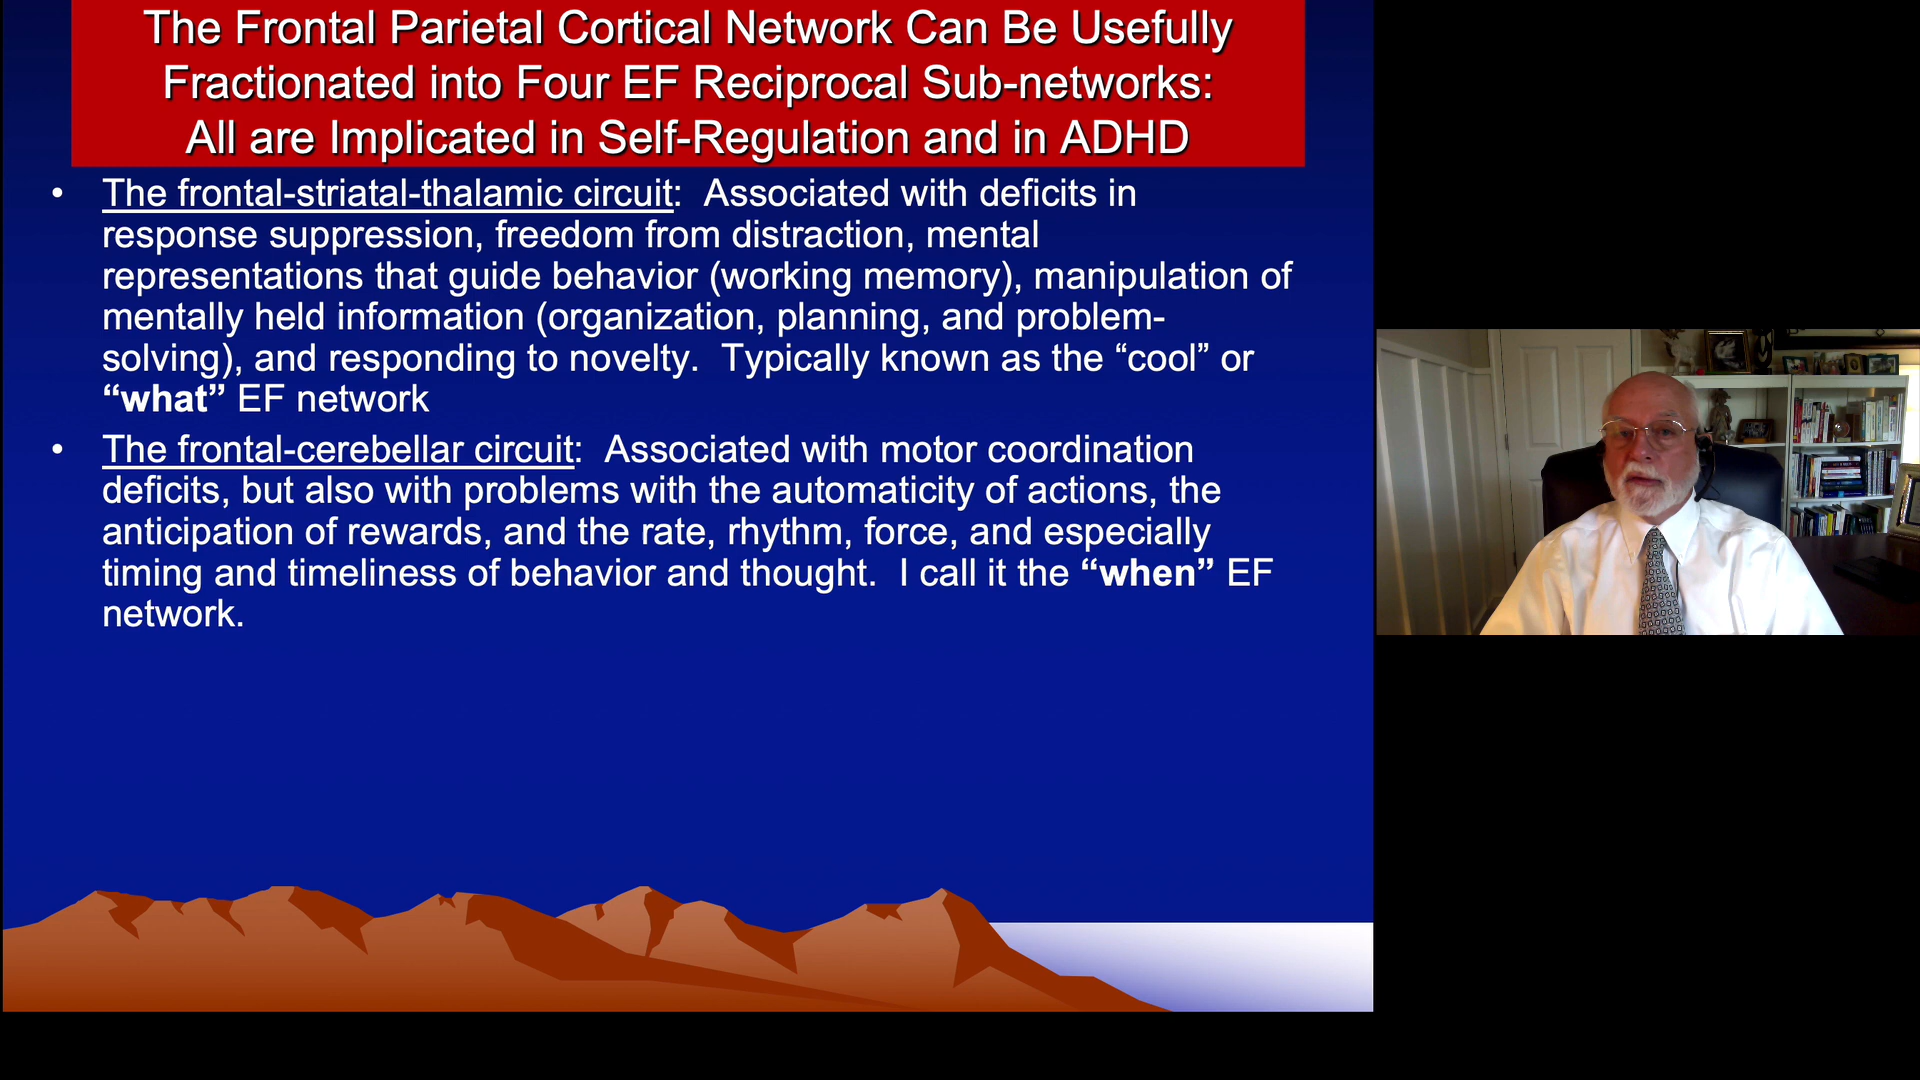 The Frontal Parietal Cortical Network Can Be Usefully
Fractionated into Four EF Reciprocal Sub-networks:
All are Implicated in Self-Regulation and in ADHD
• The frontal-striatal-thalamic circuit:  Associated with deficits in
response suppression, freedom from distraction, mental
representations that guide behavior (working memory), manipulation of
mentally held information (organization, planning, and problem-
solving), and responding to novelty.  Typically known as the “cool” or
“what” EF network
• The frontal-cerebellar circuit:  Associated with motor coordination
deficits, but also with problems with the automaticity of actions, the
anticipation of rewards, and the rate, rhythm, force, and especially
timing and timeliness of behavior and thought.  I call it the “when” EF
network.